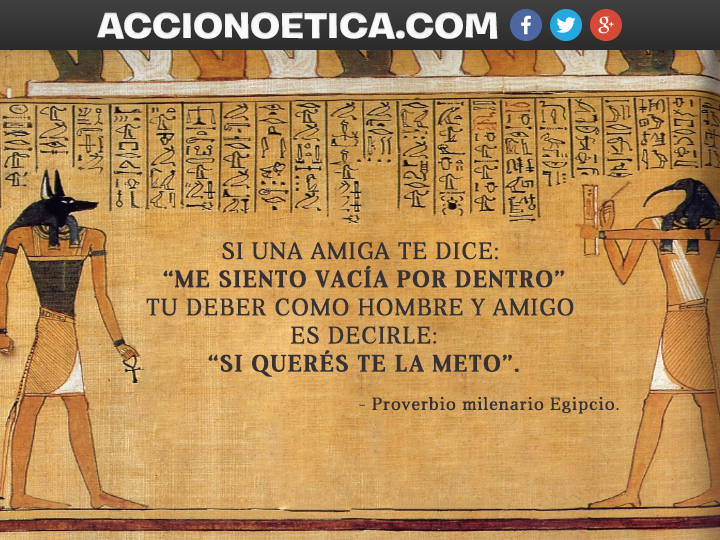 ACCIONOETICA.COM
SI UNA AMIGA TE DICE:
“ME SIENTO VACÍA POR DENTRO”
TU DEBER COMO HOMBRE Y AMIGO
ES DECIRLE:
“SI QUERÉS TE LA METO”.
- Proverbio milenario Egipcio.